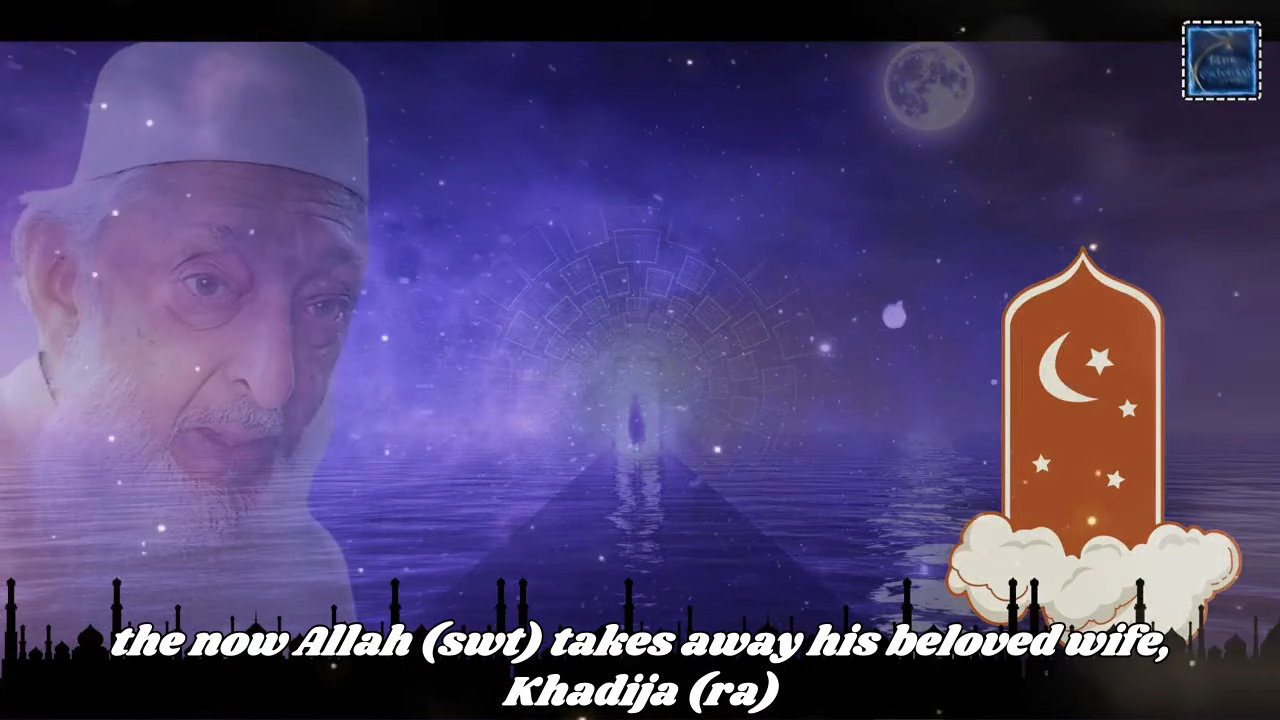 the now Allah (swt) takes away his beloved wife,
Khadija (ra)